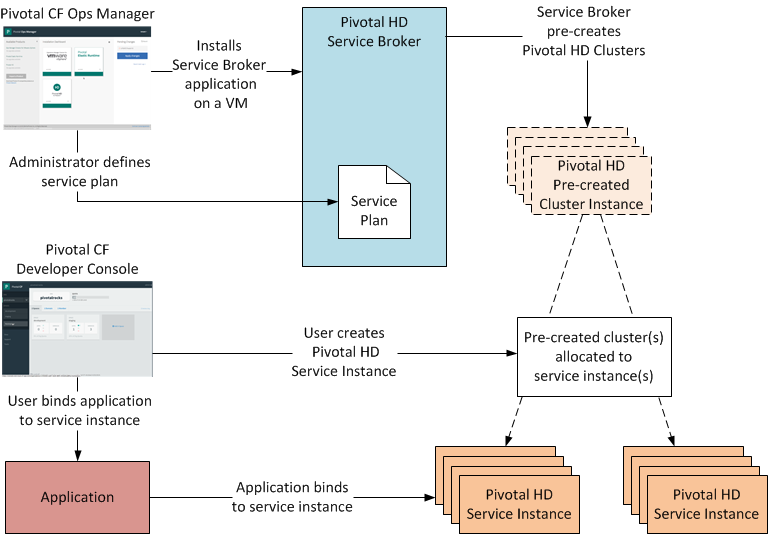 Pivotal CF Ops Manager
Pivotal HD
Service Broker
Service Broker
pre-creates
Pivotal HD Clusters
Installs
Service Broker
application
on a VM
vmware
Administrator defines
service plan
Service
Plan
Pivotal HD
Pre-created
Cluster Instance
Pivotal CF
Developer Console
pivotaltracks
User creates
Pivotal HD
Service Instance
Pre-created cluster(s)
allocated to
service instance(s)
User binds application
to service instance
Application
Application binds
to service instance
Pivotal HD
Service Instance
Pivotal HD
Service Instance